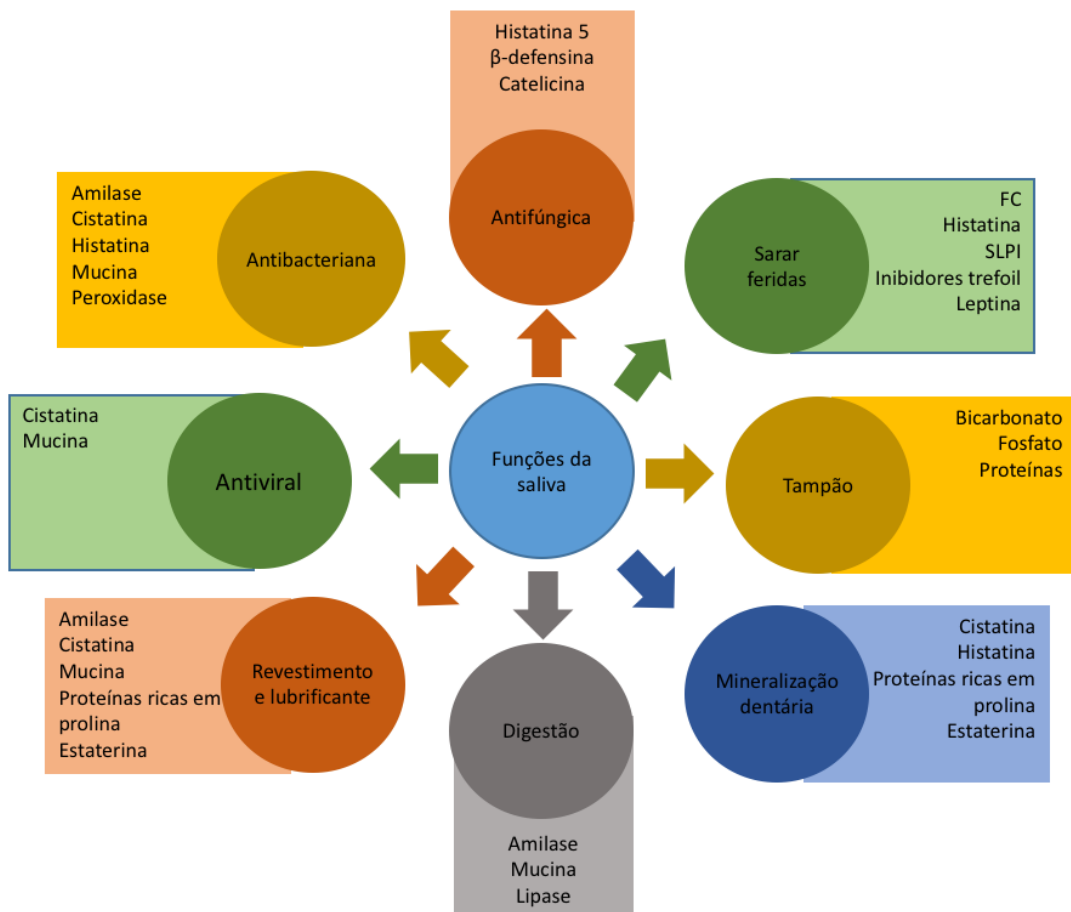 Histatina 5
β-defensina
Catelicina
Antifúngica
Amilase
Cistatina
Histatina
Mucina
Peroxidase
Antibacteriana
FC
Histatina
SLPI
Inibidores trefoil
Leptina
Sarar
feridas
Cistatina
Mucina
Antiviral
Funções da
saliva
Bicarbonato
Fosfato
Proteínas
Tampão
Amilase
Cistatina
Mucina
Proteínas ricas em
prolina
Estaterina
Revestimento
e lubrificante
Digestão
Amilase
Mucina
Lipase
Mineralização
dentária
Cistatina
Histatina
Proteínas ricas em
prolina
Estaterina